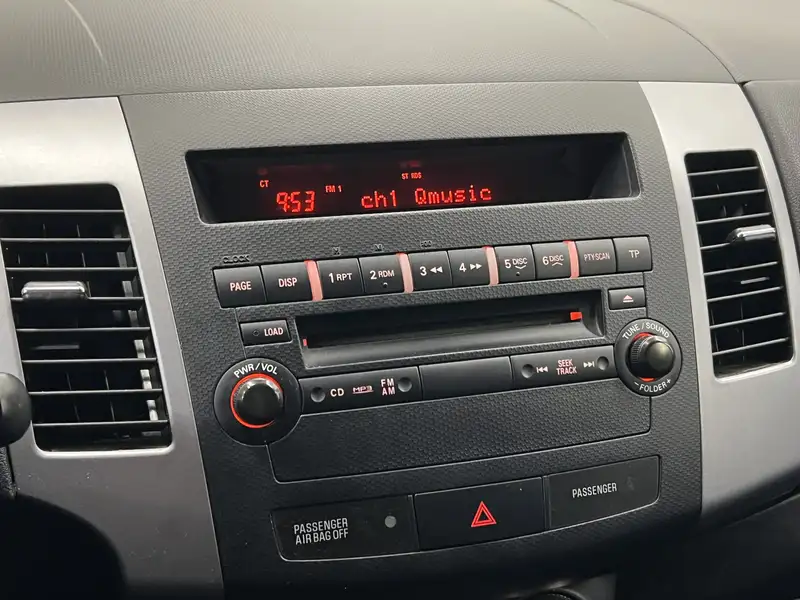 CT
ST RDS
9:53 FM 1 ch1 Qmusic
CLOCK
PAGE DISP 1 RPT 2 RDM 3 4 5 DISC 6 DISC PTY SCAN TP
LOAD
PWR/VOL
TUNE/SOUND
CD MP3 FM AM
SEEK TRACK
-FOLDER+
PASSENGER AIR BAG OFF
PASSENGER